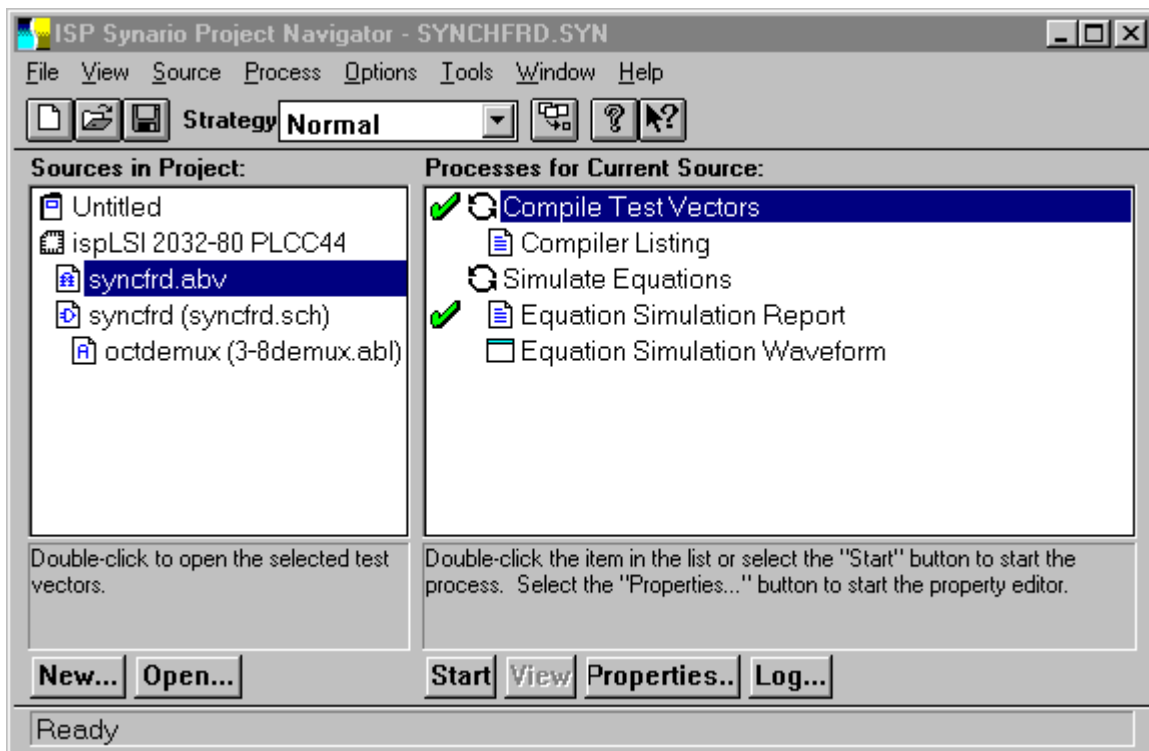 ISP Synario Project Navigator - SYNCHFRD.SYN
File View Source Process Options Tools Window Help
Strategy Normal
Sources in Project:
Processes for Current Source:
Untitled
ispLSI 2032-80 PLCC44
syncfrd.abv
syncfrd (syncfrd.sch)
octdemux (3-8demux.abl)
Compile Test Vectors
Compiler Listing
Simulate Equations
Equation Simulation Report
Equation Simulation Waveform
Double-click to open the selected test
vectors.
Double-click the item in the list or select the "Start" button to start the
process. Select the "Properties..." button to start the property editor.
New... Open... Start View Properties.. Log...
Ready